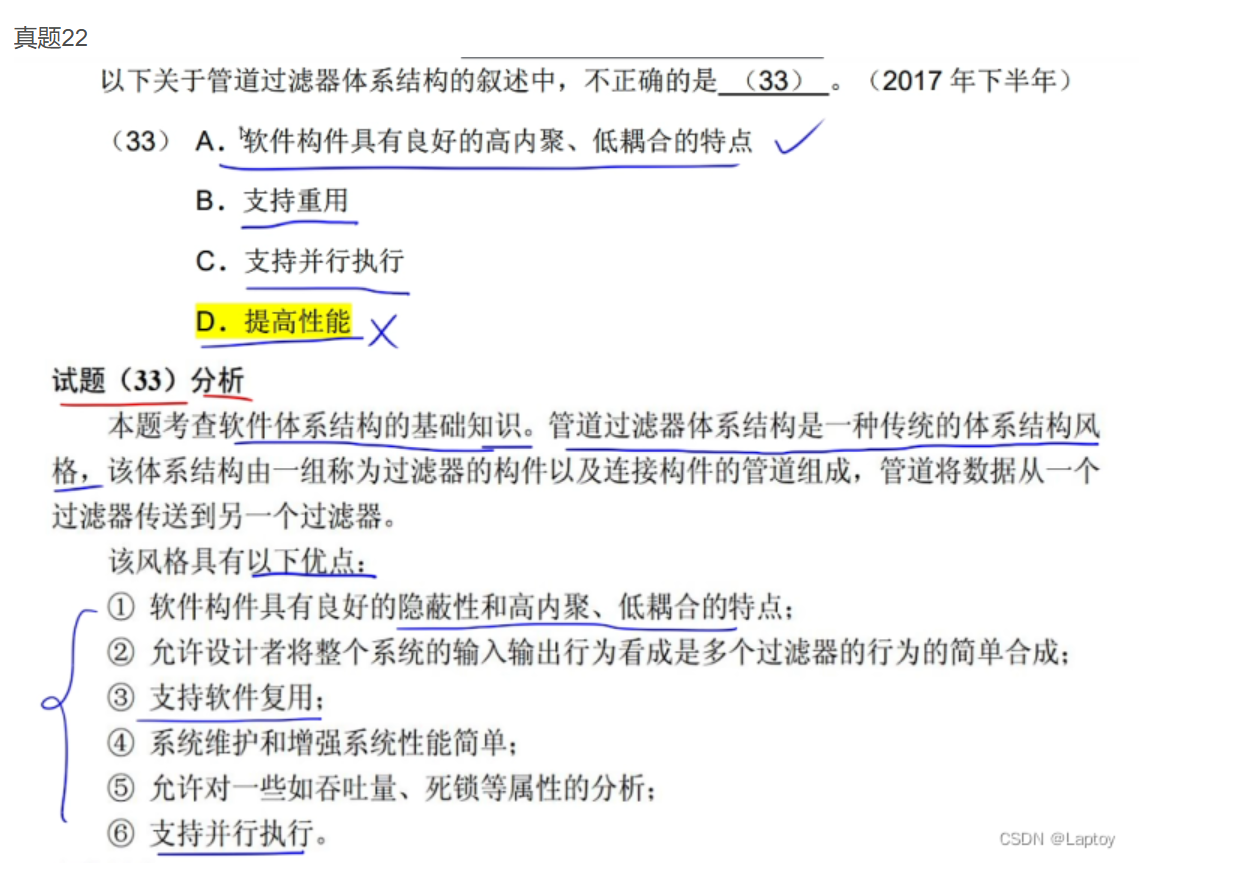 真题22
以下关于管道过滤器体系结构的叙述中，不正确的是 （33） 。（2017 年下半年）
（33） A．软件构件具有良好的高内聚、低耦合的特点
B．支持重用
C．支持并行执行
D．提高性能
试题（33）分析
本题考查软件体系结构的基础知识。管道过滤器体系结构是一种传统的体系结构风
格，该体系结构由一组称为过滤器的构件以及连接构件的管道组成，管道将数据从一个
过滤器传送到另一个过滤器。
该风格具有以下优点：
① 软件构件具有良好的隐蔽性和高内聚、低耦合的特点；
② 允许设计者将整个系统的输入输出行为看成是多个过滤器的行为的简单合成；
③ 支持软件复用；
④ 系统维护和增强系统性能简单；
⑤ 允许对一些如吞吐量、死锁等属性的分析；
⑥ 支持并行执行。
CSDN @Laptoy